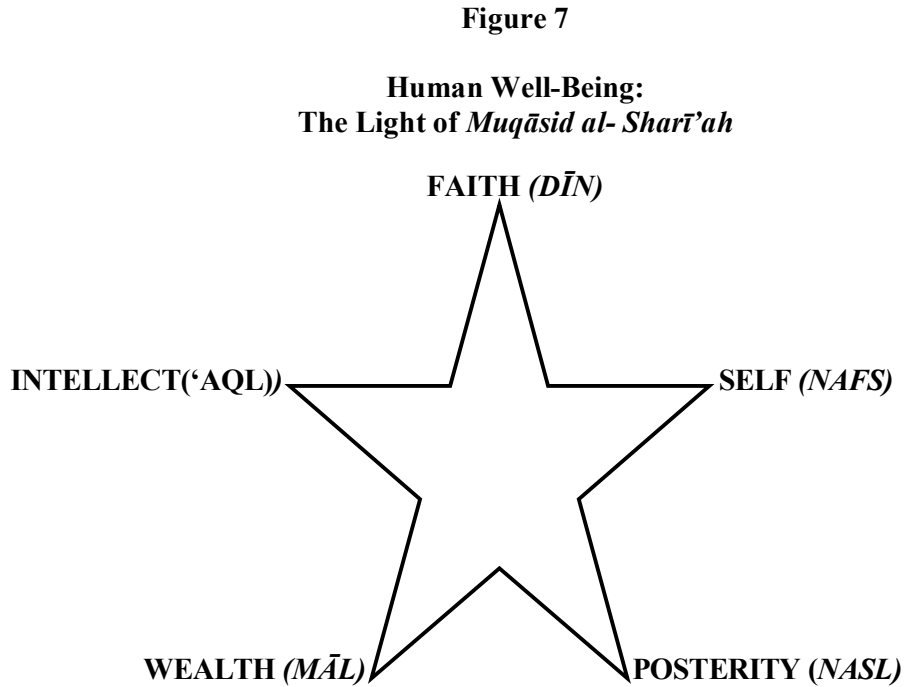 Figure 7
Human Well-Being:
The Light of Muqāsid al- Sharī'ah
FAITH (DĪN)
INTELLECT(‘AQL))
SELF (NAFS)
WEALTH (MĀL)
POSTERITY (NASL)